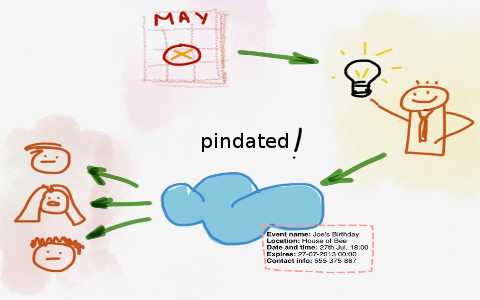 MAY
pindated!
Event name: Joe's Birthday
Location: House of Bee
Date and time: 27th Jul, 18:00
Expires: 27-07-2013 00:00
Contact info: 555-375-887